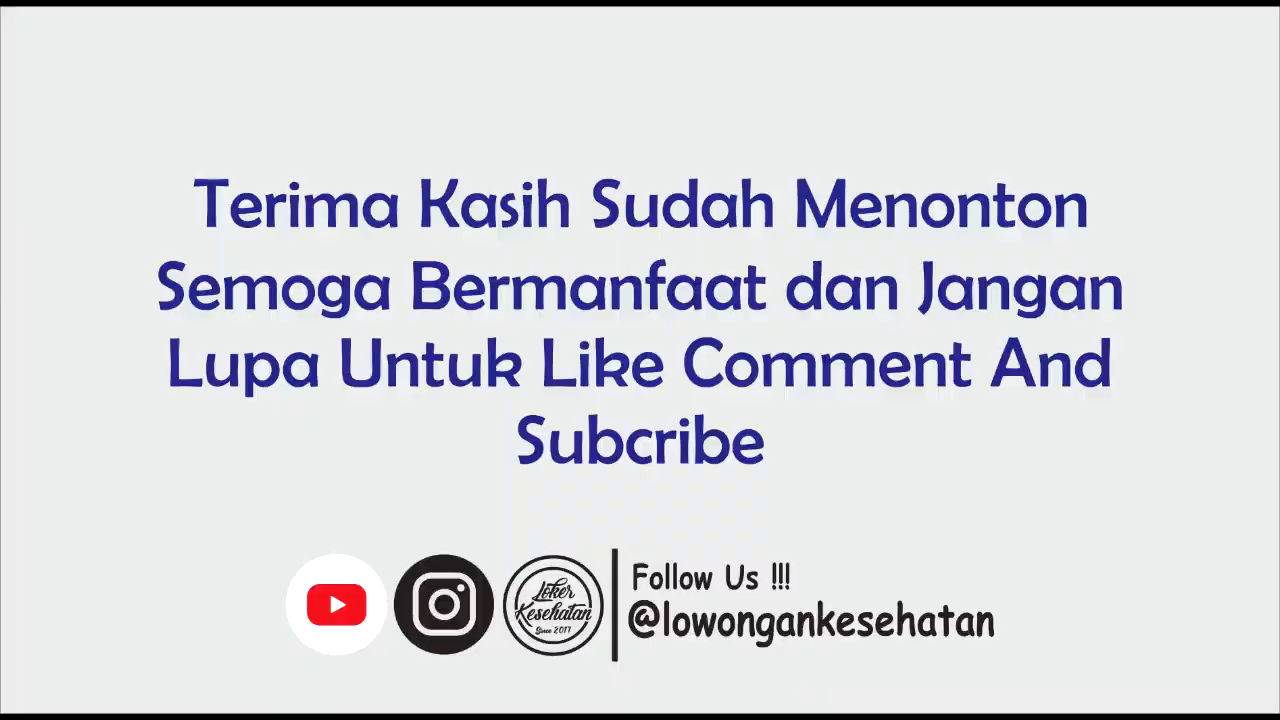 Terima Kasih Sudah Menonton
Semoga Bermanfaat dan Jangan
Lupa Untuk Like Comment And
Subcribe
Loker
Kesehatan
Since 2017
Follow Us !!!
@lowongankesehatan